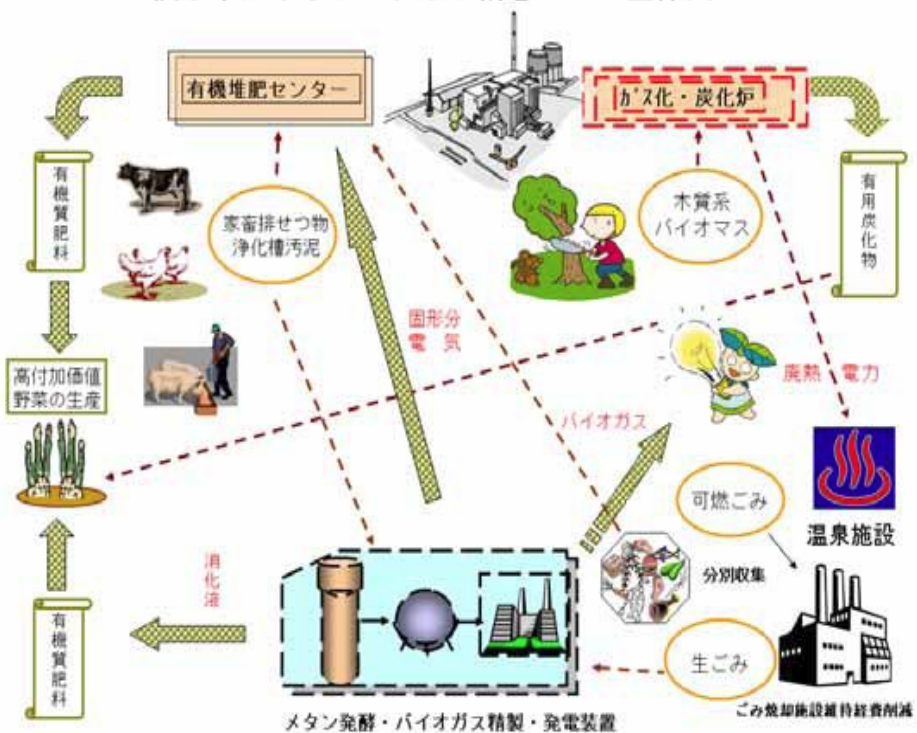 有機堆肥センター
ガス化・炭化炉
有機質肥料
家畜排せつ物
浄化槽汚泥
木質系
バイオマス
有用炭化物
固形分
電 気
高付加価値
野菜の生産
廃熱 電力
バイオガス
可燃ごみ
温泉施設
分別収集
消化液
有機質肥料
生ごみ
ごみ焼却施設維持経費削減
メタン発酵・バイオガス精製・発電装置